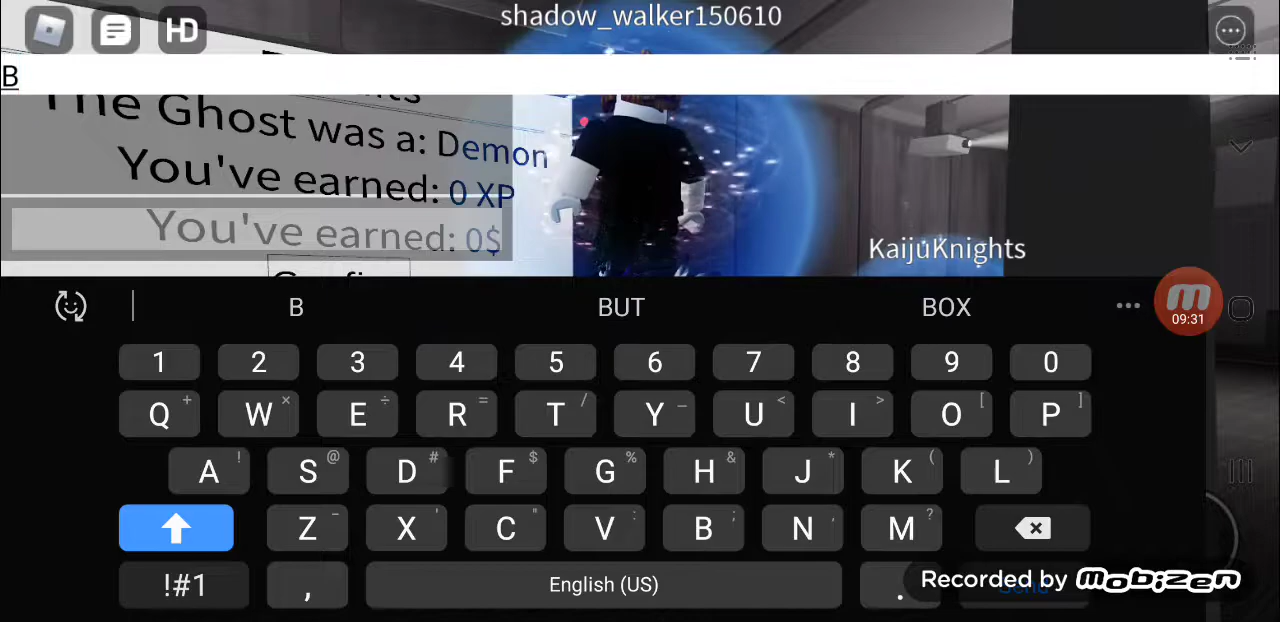 shadow_walker150610
HD
B
The Ghost was a: Demon
You've earned: 0 XP
You've earned: 0$
KaijuKnights
B BUT BOX
09:31
1 2 3 4 5 6 7 8 9 0
Q + W × E ÷ R = T / Y _ U < I > O [ P ]
A ! S @ D # F $ G % H & J * K ( L )
Z - X ' C " V : B ; N , M ?
!#1 , English (US) . Send
Recorded by mobizen